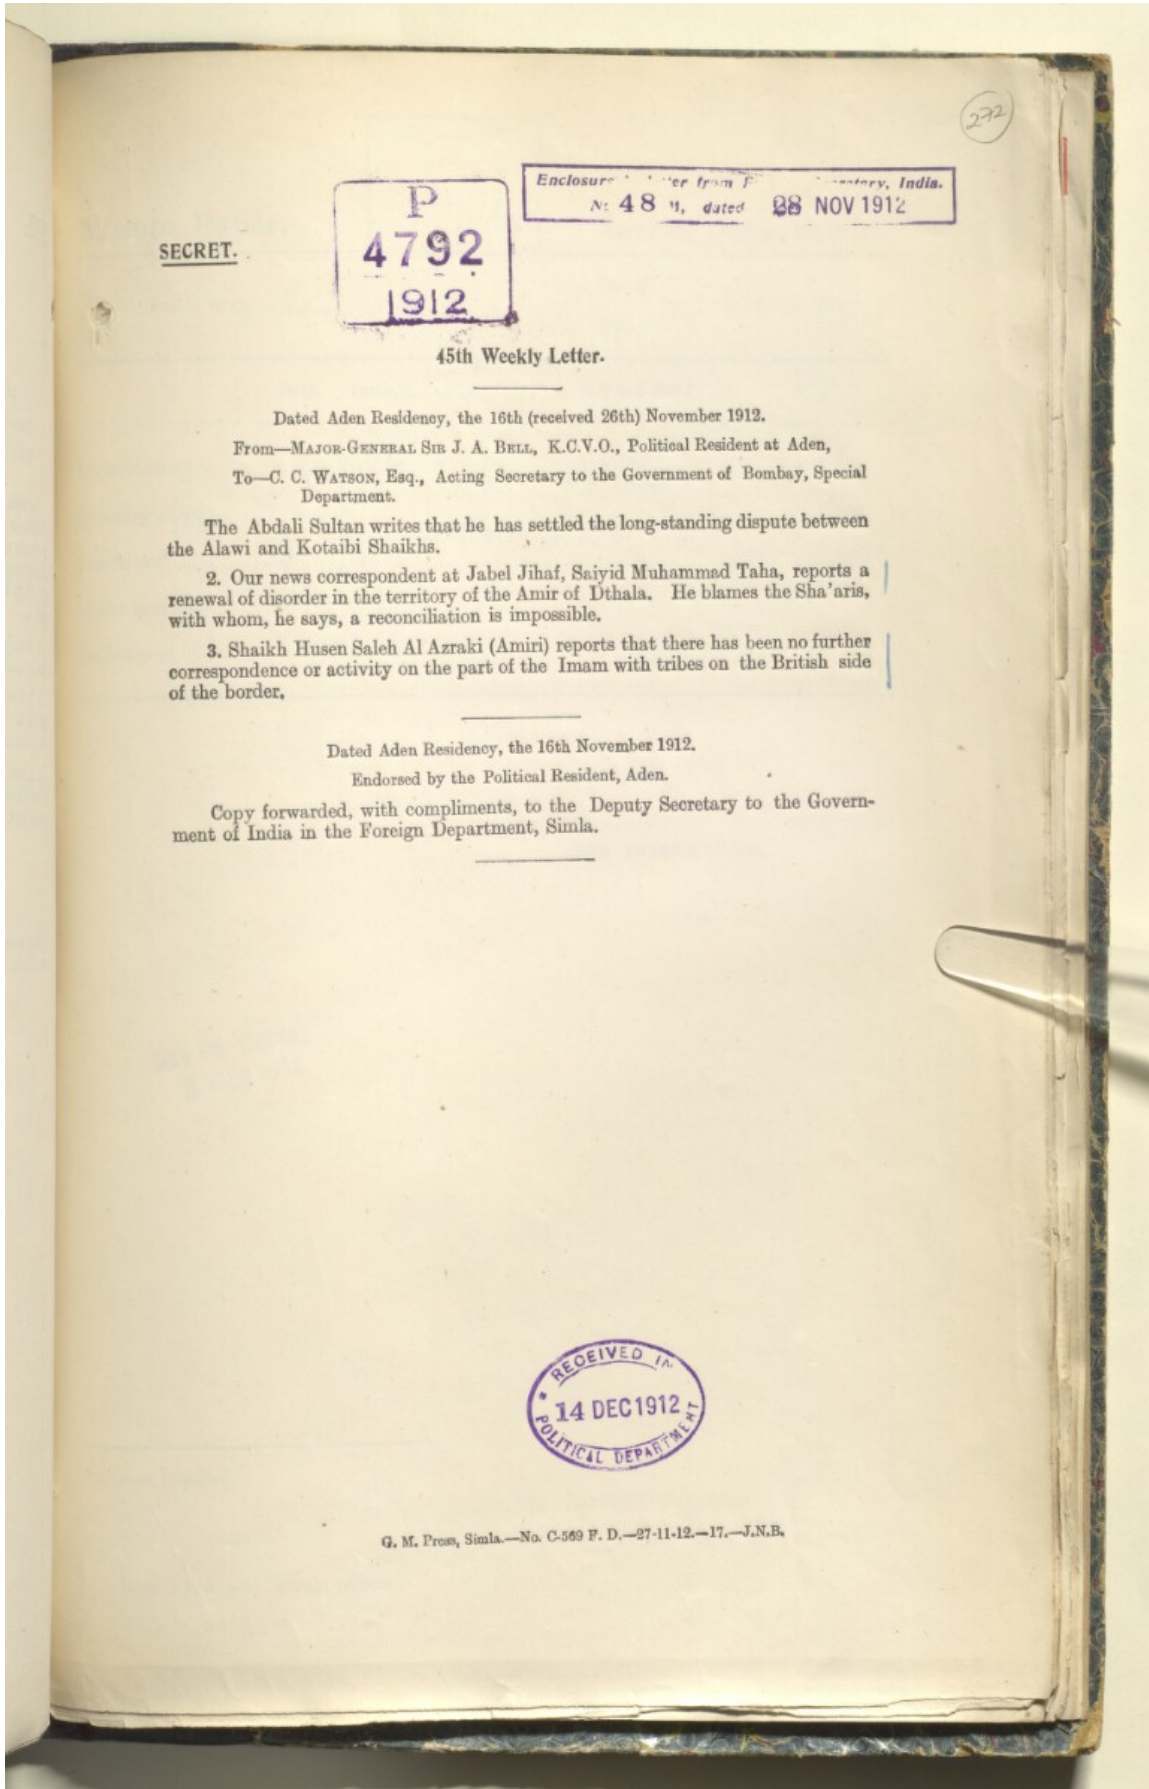 272
Enclosure letter from F Secretary, India.
No 48 M, dated 28 NOV 1912
P
4792
1912
SECRET.
45th Weekly Letter.
Dated Aden Residency, the 16th (received 26th) November 1912.
From—MAJOR-GENERAL SIR J. A. BELL, K.C.V.O., Political Resident at Aden,
To—C. C. WATSON, Esq., Acting Secretary to the Government of Bombay, Special
Department.
The Abdali Sultan writes that he has settled the long-standing dispute between
the Alawi and Kotaibi Shaikhs.
2. Our news correspondent at Jabel Jihaf, Saiyid Muhammad Taha, reports a
renewal of disorder in the territory of the Amir of Dthala. He blames the Sha'aris,
with whom, he says, a reconciliation is impossible.
3. Shaikh Husen Saleh Al Azraki (Amiri) reports that there has been no further
correspondence or activity on the part of the Imam with tribes on the British side
of the border.
Dated Aden Residency, the 16th November 1912.
Endorsed by the Political Resident, Aden.
Copy forwarded, with compliments, to the Deputy Secretary to the Govern-
ment of India in the Foreign Department, Simla.
RECEIVED IN
14 DEC 1912
POLITICAL DEPARTMENT
G. M. Press, Simla.—No. C-569 F. D.—27-11-12.—17.—J.N.B.